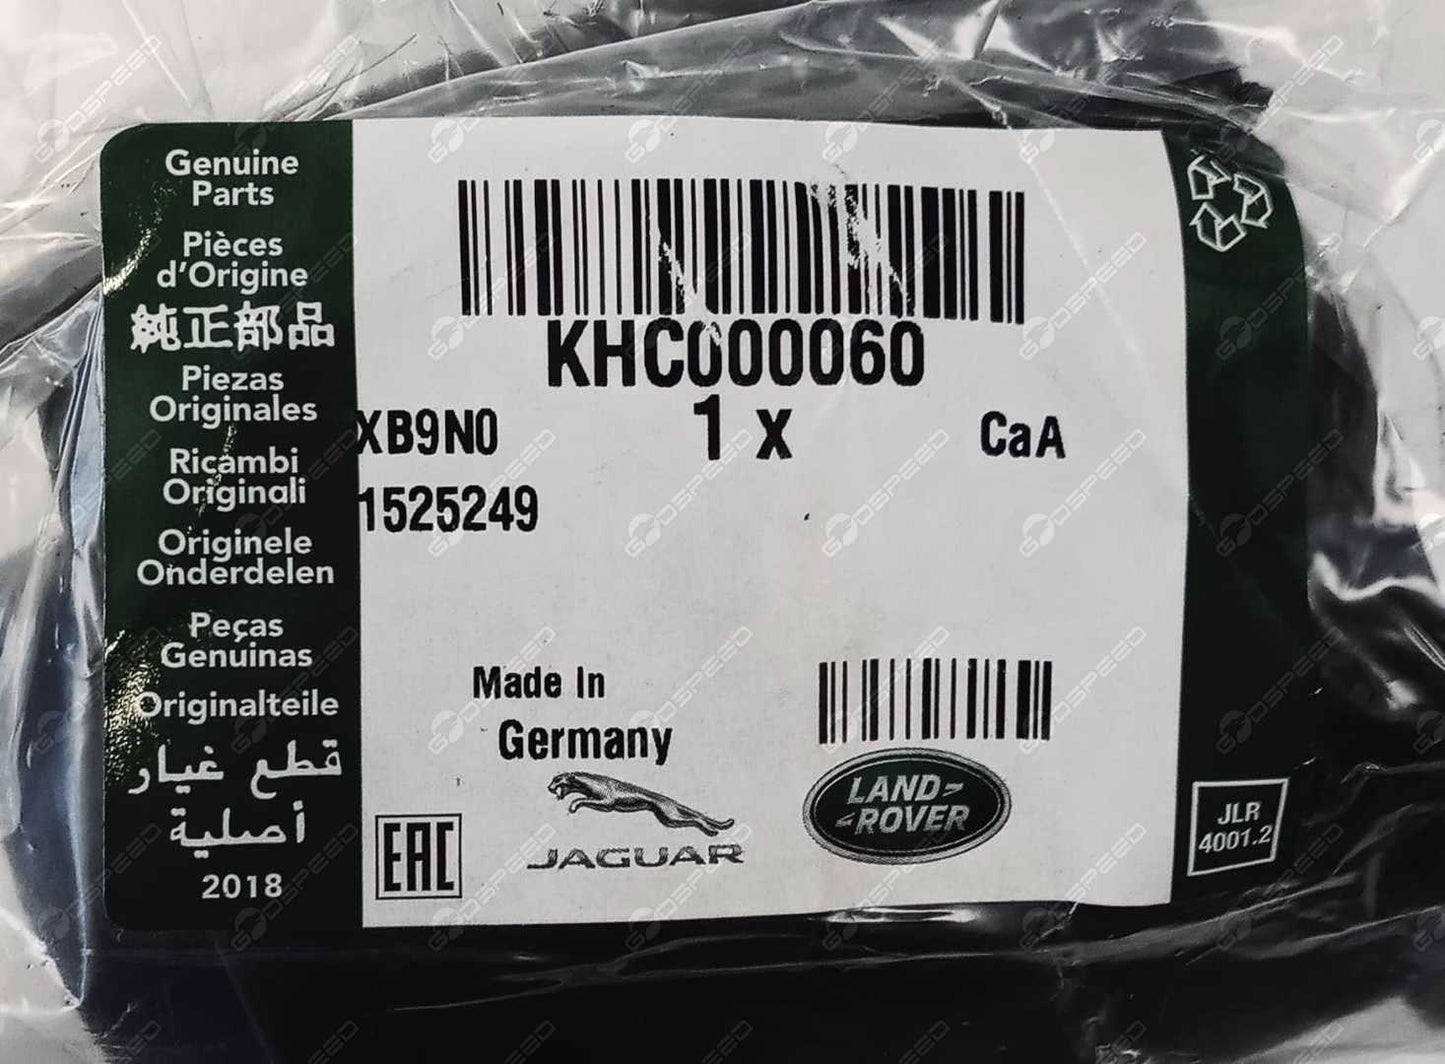 Genuine
Parts
Pièces
d'Origine
純正部品
Piezas
Originales
Ricambi
Originali
Originele
Onderdelen
Peças
Genuinas
Originalteile
قطع غيار
أصلية
2018
KHC000060
XB9N0
1 x
CaA
1525249
Made In
Germany
EAC
JAGUAR
LAND-
-ROVER
JLR
4001.2
GODSPEED